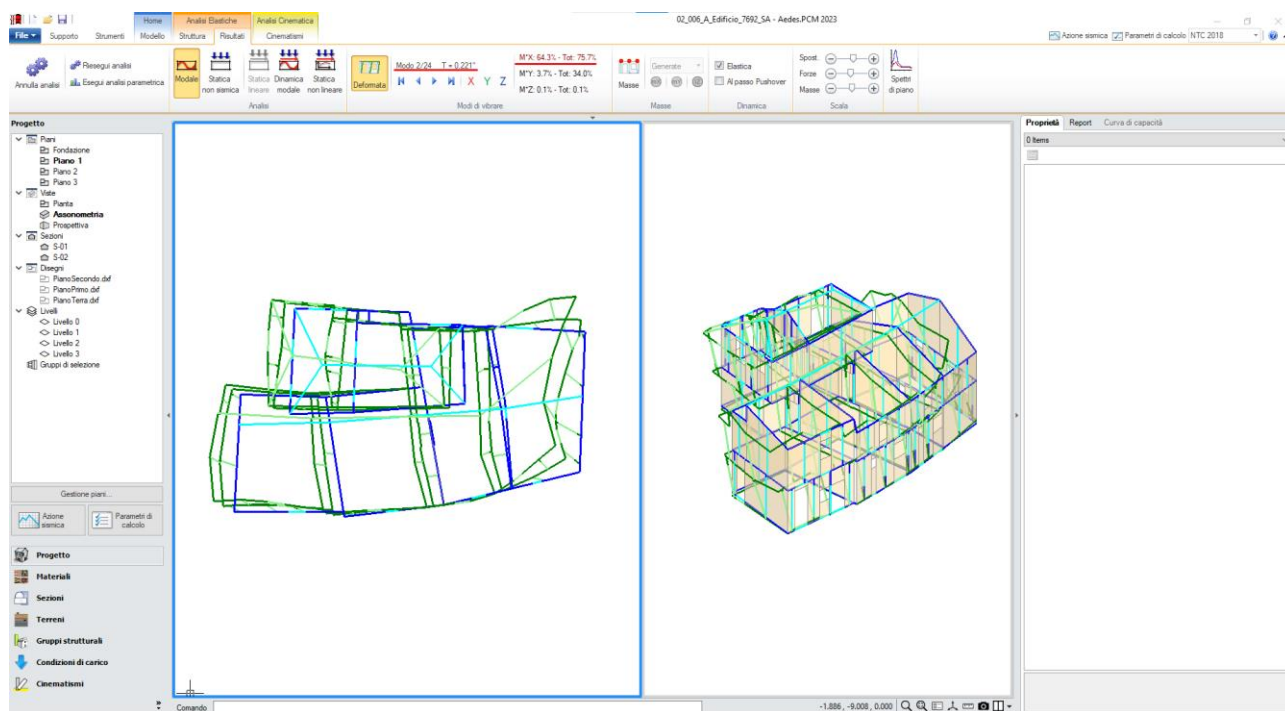 02_006_A_Edificio_7692_SA - Aedes.PCM 2023
Home Analisi Elastiche Analisi Cinematica
File Supporto Strumenti Modello Struttura Risultati Cinematismi
Azione sismica Parametri di calcolo NTC 2018
Annulla analisi
Riesegui analisi
Esegui analisi parametrica
Modale
Statica non sismica
Statica lineare
Dinamica modale
Statica non lineare
Analisi
Deformata
Modo 2/24 T = 0.221"
X Y Z
M*X: 64.3% - Tot: 75.7%
M*Y: 3.7% - Tot: 34.0%
M*Z: 0.1% - Tot: 0.1%
Modi di vibrare
Masse
Generate
Masse
Elastica
Al passo Pushover
Dinamica
Spost.
Forze
Masse
Scala
Spettri di piano
Progetto
Piani
Fondazione
Piano 1
Piano 2
Piano 3
Viste
Pianta
Assonometria
Prospettiva
Sezioni
S-01
S-02
Disegni
PianoSecondo.dxf
PianoPrimo.dxf
PianoTerra.dxf
Livelli
Livello 0
Livello 1
Livello 2
Livello 3
Gruppi di selezione
Gestione piani...
Azione sismica
Parametri di calcolo
Progetto
Materiali
Sezioni
Terreni
Gruppi strutturali
Condizioni di carico
Cinematismi
Proprietà Report Curva di capacità
0 Items
Comando
-1.886 , -9.008 , 0.000